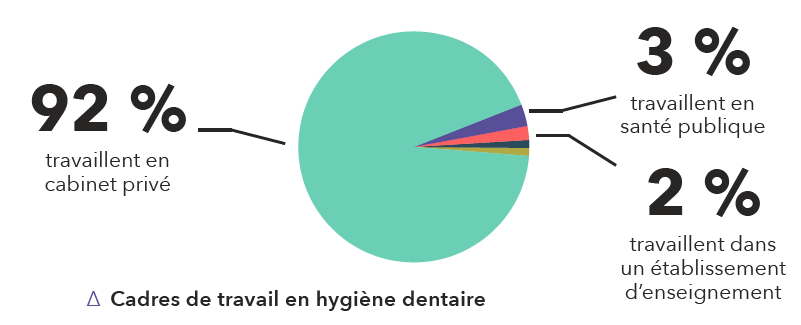 92 %
travaillent en
cabinet privé
3 %
travaillent en
santé publique
2 %
travaillent dans
un établissement
d’enseignement
Δ Cadres de travail en hygiène dentaire